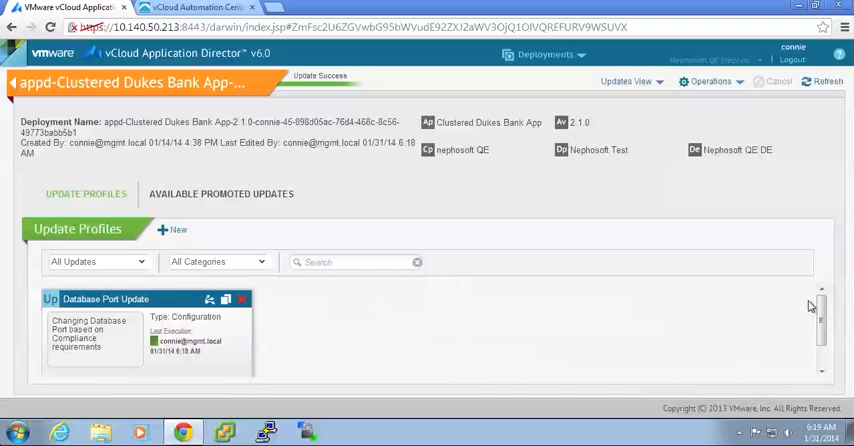 VMware vCloud Applicat
vCloud Automation Cent
https://10.140.50.213:8443/darwin/index.jsp#ZmFsc2U6ZGVwbG95bWVudE92ZXJ2aWV3OjQ1OlVQREFURV9WSUVX
vmware
vCloud Application Director™ v6.0
Deployments
connie
Logout
appd-Clustered Dukes Bank App-...
Update Success
Updates View
Operations
Cancel
Refresh
Deployment Name: appd-Clustered Dukes Bank App-2.1.0-connie-45-898d05ac-76d4-468c-8c56-
49773babb5b1
Created By: connie@mgmt.local 01/14/14 4:38 PM Last Edited By: connie@mgmt.local 01/31/14 6:18
AM
Ap Clustered Dukes Bank App
Av 2.1.0
Cp nephosoft QE
Dp Nephosoft Test
De Nephosoft QE DE
UPDATE PROFILES
AVAILABLE PROMOTED UPDATES
Update Profiles
New
All Updates
All Categories
Search
Up Database Port Update
Changing Database
Port based on
Compliance
requirements
Type: Configuration
Last Execution:
connie@mgmt.local
01/31/14 6:18 AM
Copyright (C) 2013 VMware, Inc. All Rights Reserved.
6:19 AM
1/31/2014